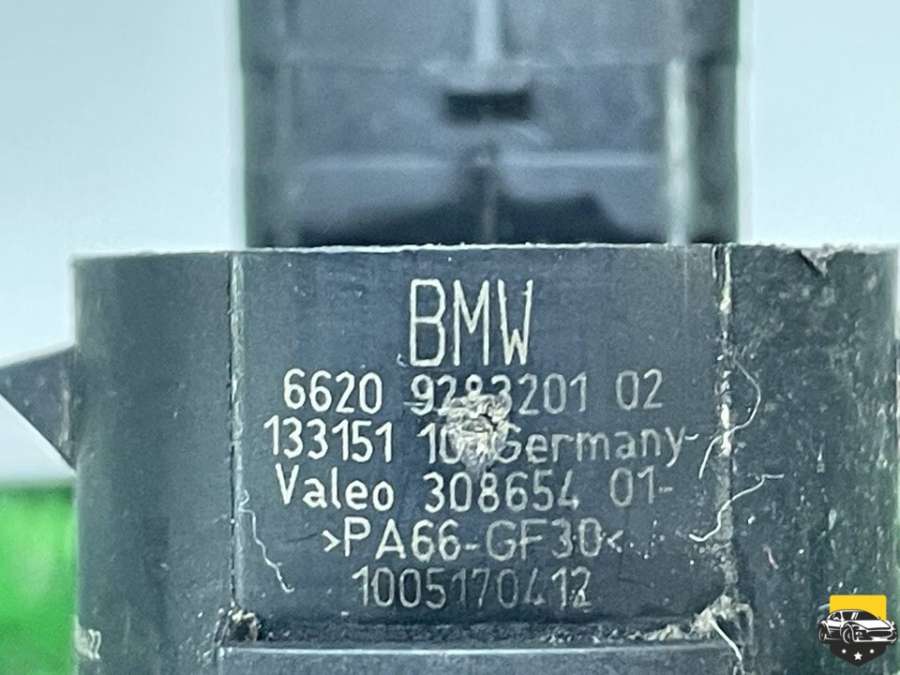 BMW
6620 9283201 02
133151 10 Germany-
Valeo 308654 01-
>PA66-GF30<
1005170412